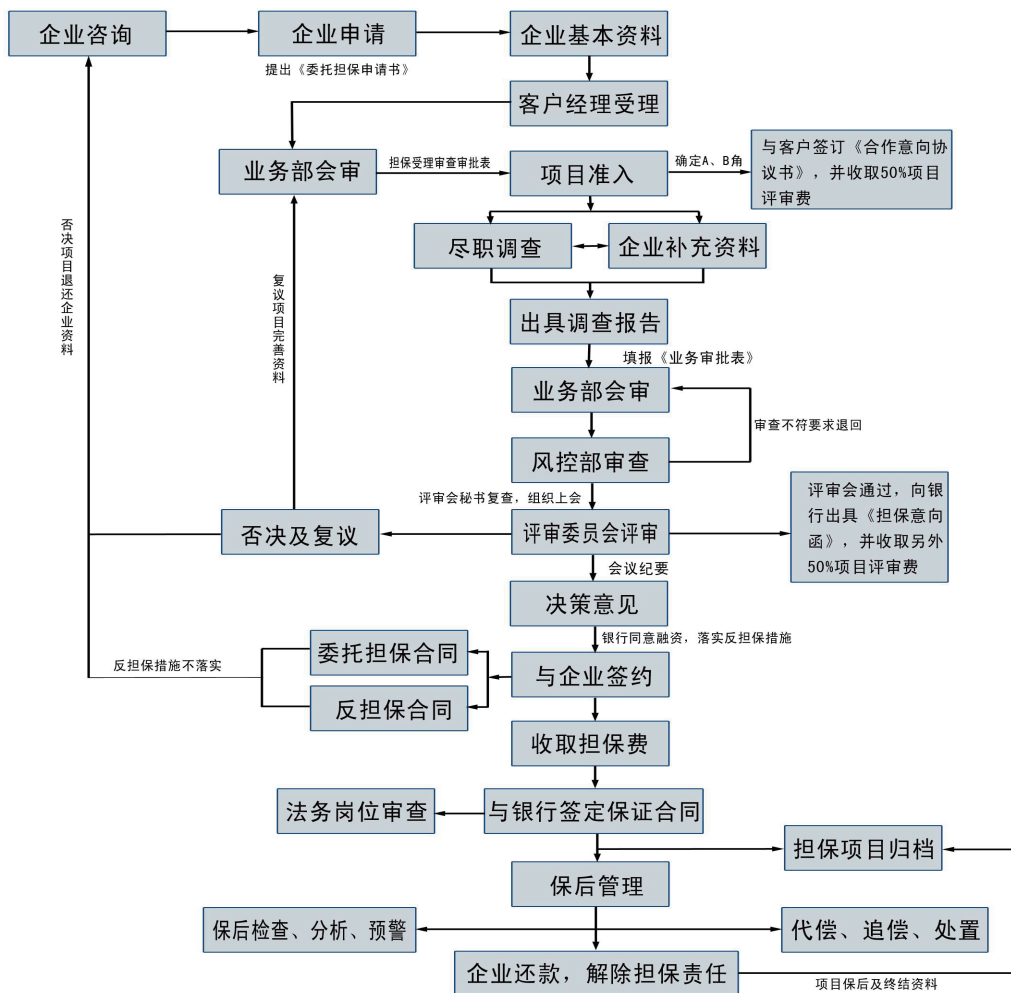 企业咨询
企业申请
企业基本资料
提出《委托担保申请书》
客户经理受理
业务部会审
担保受理审查审批表
项目准入
确定A、B角
与客户签订《合作意向协
议书》，并收取50%项目
评审费
尽职调查
企业补充资料
否决项目退还企业资料
复议项目完善资料
出具调查报告
填报《业务审批表》
业务部会审
审查不符要求退回
风控部审查
评审会秘书复查，组织上会
否决及复议
评审委员会评审
评审会通过，向银
行出具《担保意向
函》，并收取另外
50%项目评审费
会议纪要
决策意见
银行同意融资，落实反担保措施
委托担保合同
反担保措施不落实
与企业签约
反担保合同
收取担保费
法务岗位审查
与银行签定保证合同
担保项目归档
保后管理
保后检查、分析、预警
代偿、追偿、处置
企业还款，解除担保责任
项目保后及终结资料